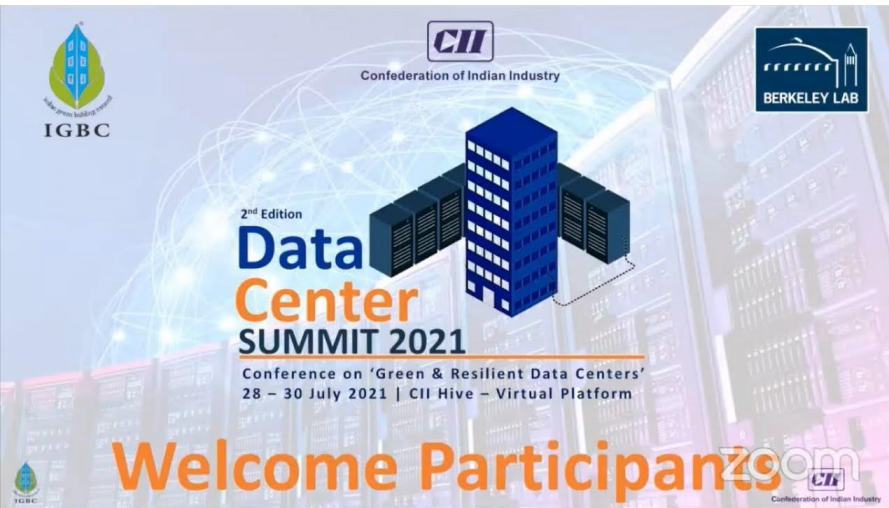 IGBC
CII
Confederation of Indian Industry
BERKELEY LAB
2nd Edition
Data
Center
SUMMIT 2021
Conference on ‘Green & Resilient Data Centers’
28 – 30 July 2021 | CII Hive – Virtual Platform
Welcome Participants
zoom
IGBC
CII
Confederation of Indian Industry